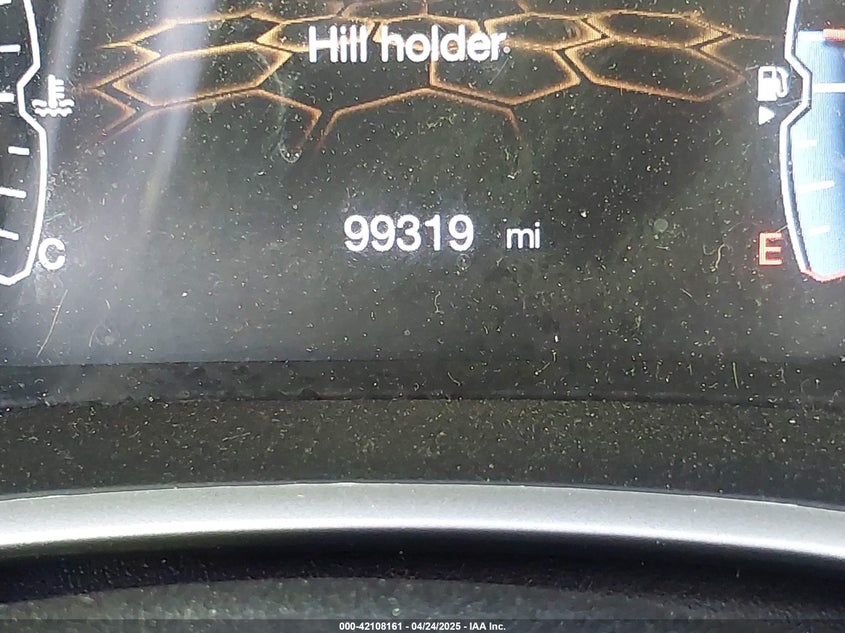 Hill holder
99319 mi
C
E
000-42108161 - 04/24/2025 - IAA Inc.